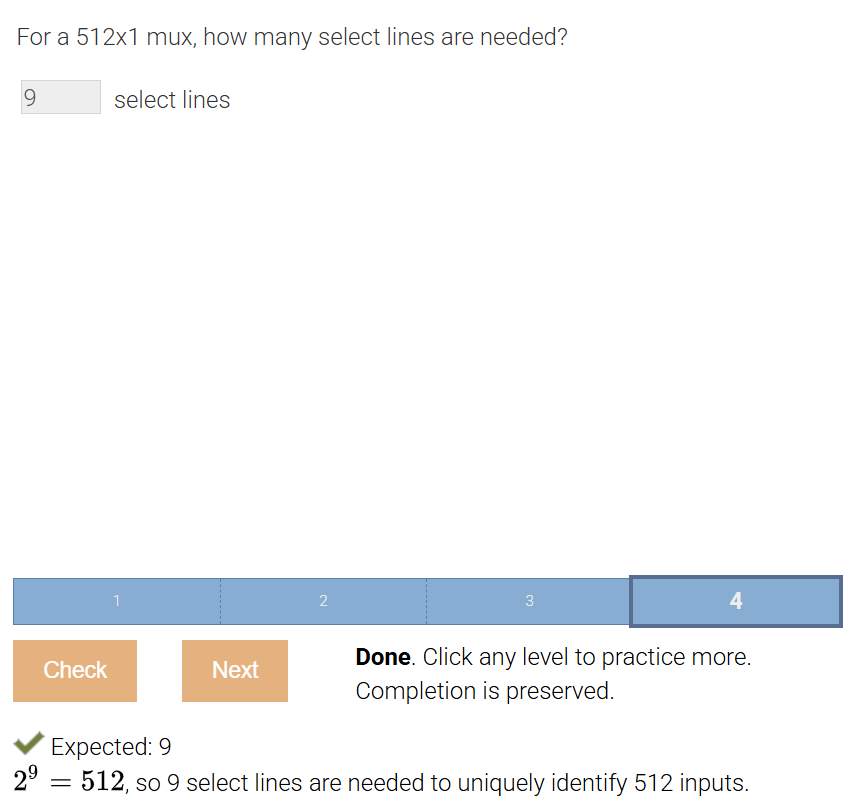 For a 512x1 mux, how many select lines are needed?
9 select lines
1 2 3 4
Check Next Done. Click any level to practice more.
Completion is preserved.
Expected: 9
2⁹ = 512, so 9 select lines are needed to uniquely identify 512 inputs.